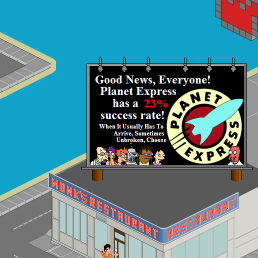 Good News, Everyone!
Planet Express
has a 23%
success rate!
When It Usually Has To
Arrive, Sometimes
Unbroken, Choose
PLANET
EXPRESS
MONK'S RESTAURANT
RESTAURANT